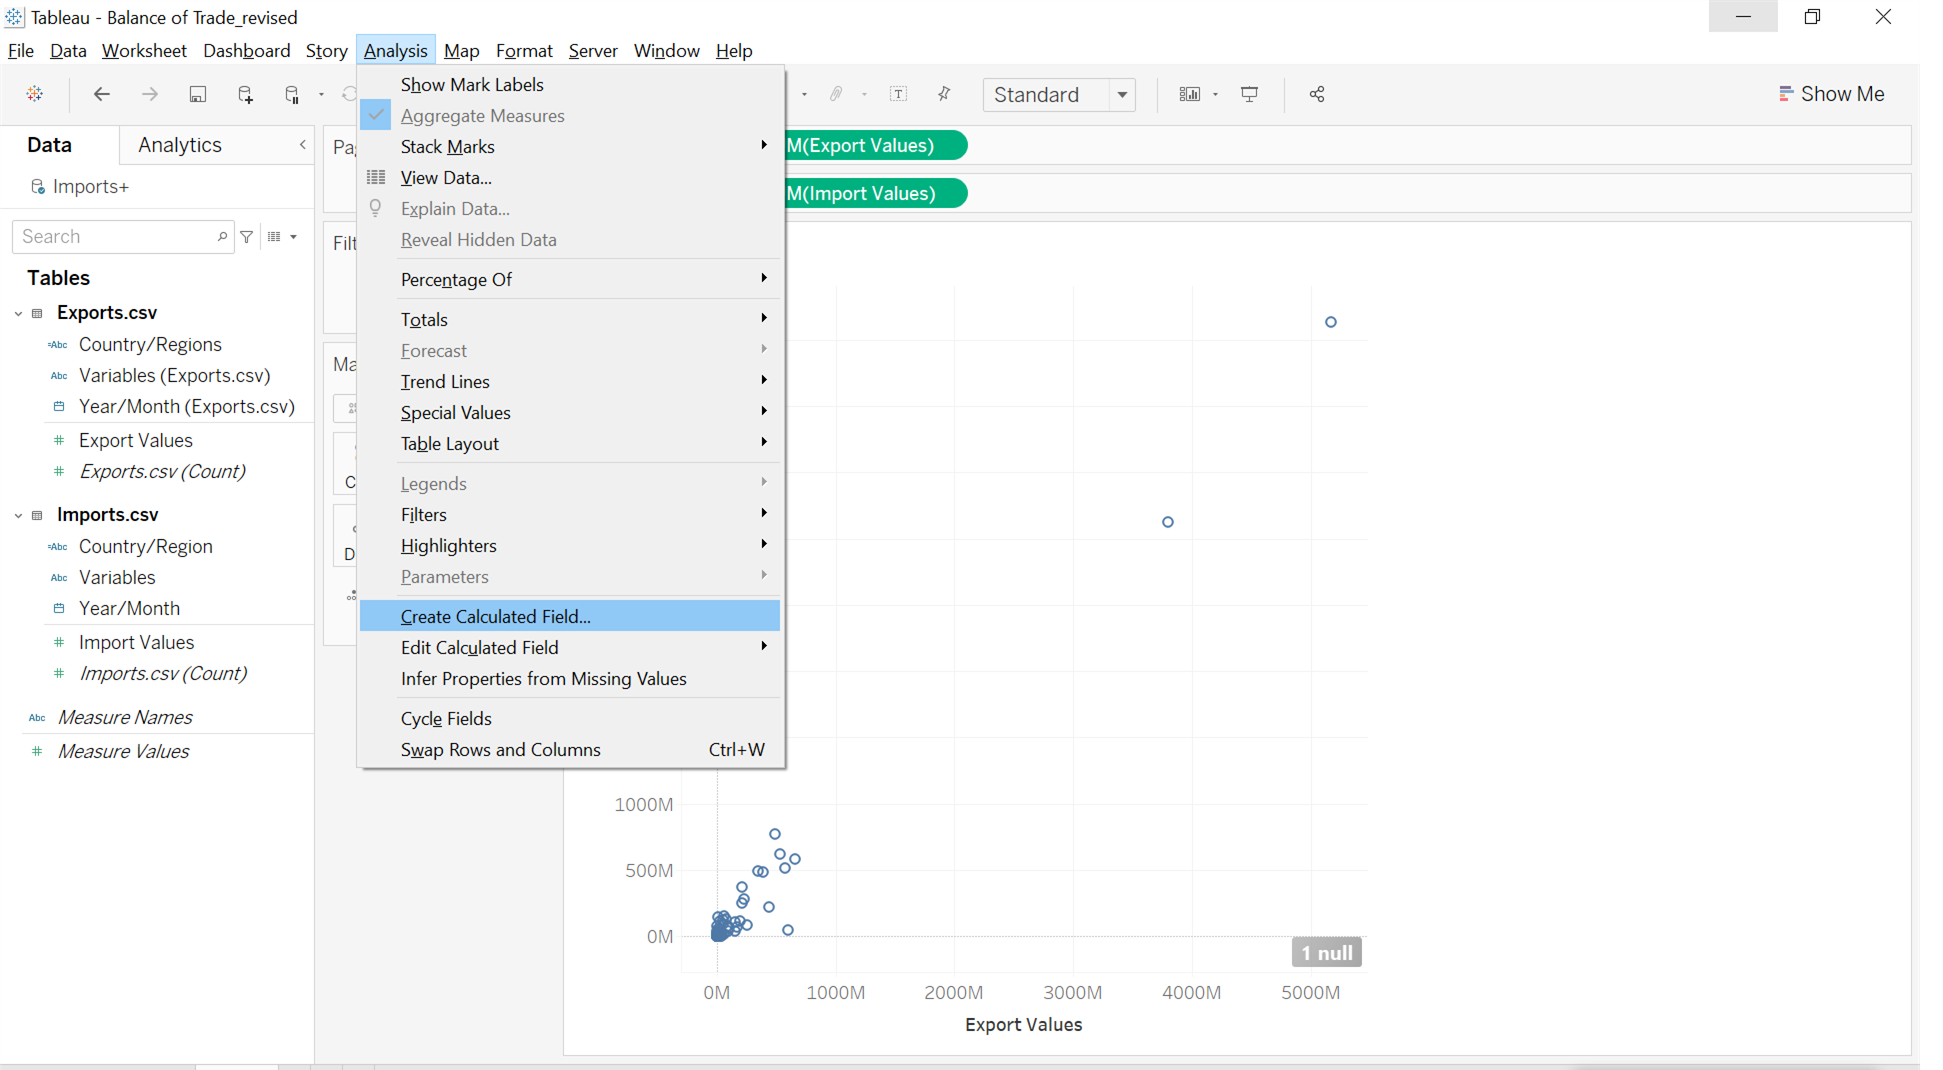 Tableau - Balance of Trade_revised
File Data Worksheet Dashboard Story Analysis Map Format Server Window Help
Standard
Show Me
Data
Analytics
Imports+
Search
Tables
Exports.csv
Abc Country/Regions
Abc Variables (Exports.csv)
Year/Month (Exports.csv)
Export Values
Exports.csv (Count)
Imports.csv
Abc Country/Region
Abc Variables
Year/Month
Import Values
Imports.csv (Count)
Abc Measure Names
Measure Values
Show Mark Labels
Aggregate Measures
Stack Marks
View Data...
Explain Data...
Reveal Hidden Data
Percentage Of
Totals
Forecast
Trend Lines
Special Values
Table Layout
Legends
Filters
Highlighters
Parameters
Create Calculated Field...
Edit Calculated Field
Infer Properties from Missing Values
Cycle Fields
Swap Rows and Columns Ctrl+W
M(Export Values)
M(Import Values)
1000M
500M
0M
1 null
0M 1000M 2000M 3000M 4000M 5000M
Export Values